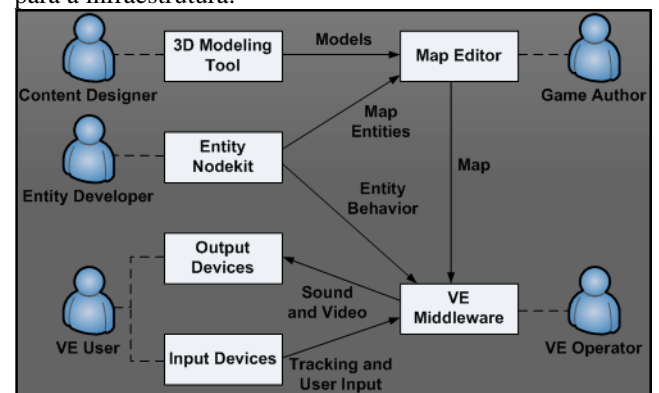 para a infraestrutura.
3D Modeling
Tool
Models
Map Editor
Content Designer
Game Author
Map
Entities
Entity
Nodekit
Map
Entity Developer
Entity
Behavior
Output
Devices
Sound
and Video
VE
Middleware
VE User
VE Operator
Input Devices
Tracking and
User Input